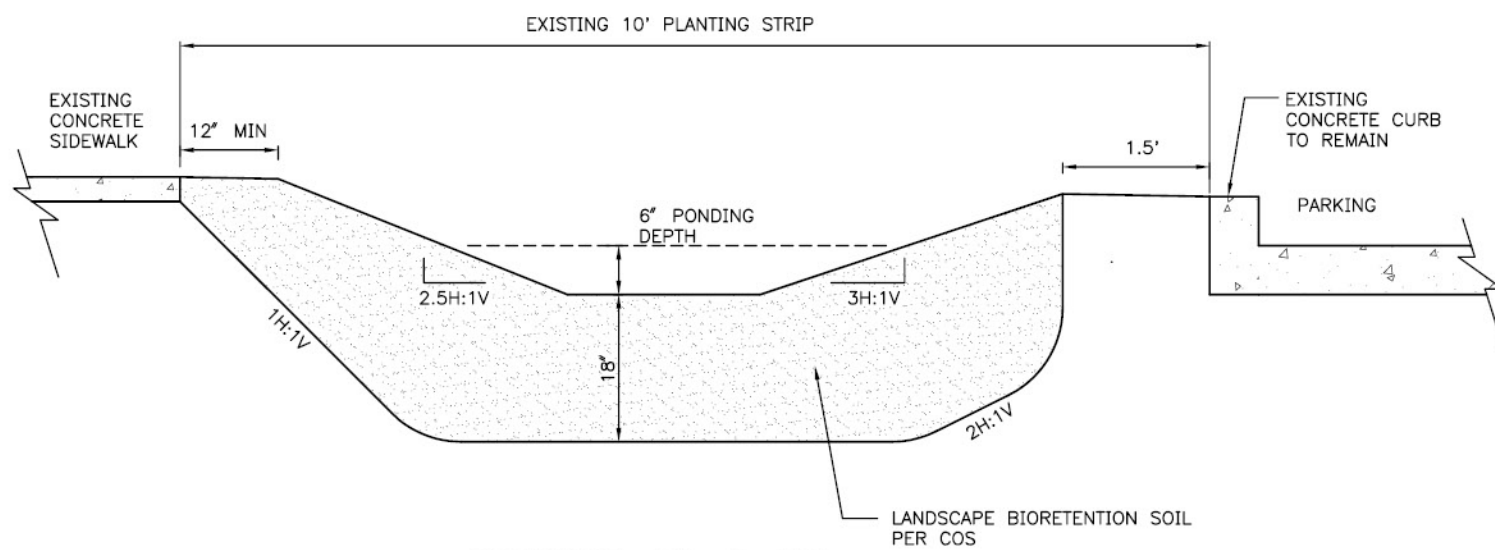 EXISTING 10' PLANTING STRIP
EXISTING
CONCRETE
SIDEWALK
12" MIN
1.5'
EXISTING
CONCRETE CURB
TO REMAIN
PARKING
6" PONDING
DEPTH
2.5H:1V
3H:1V
1H:1V
18"
2H:1V
LANDSCAPE BIORETENTION SOIL
PER COS